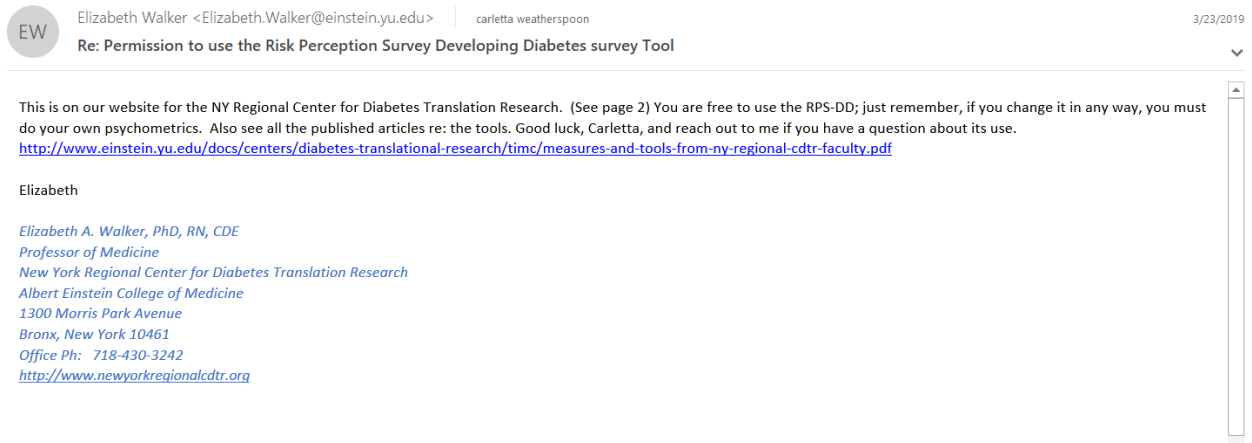 EW
Elizabeth Walker <Elizabeth.Walker@einstein.yu.edu> carletta weatherspoon 3/23/2019
Re: Permission to use the Risk Perception Survey Developing Diabetes survey Tool
This is on our website for the NY Regional Center for Diabetes Translation Research.  (See page 2) You are free to use the RPS-DD; just remember, if you change it in any way, you must
do your own psychometrics.  Also see all the published articles re: the tools. Good luck, Carletta, and reach out to me if you have a question about its use.
http://www.einstein.yu.edu/docs/centers/diabetes-translational-research/timc/measures-and-tools-from-ny-regional-cdtr-faculty.pdf
Elizabeth
Elizabeth A. Walker, PhD, RN, CDE
Professor of Medicine
New York Regional Center for Diabetes Translation Research
Albert Einstein College of Medicine
1300 Morris Park Avenue
Bronx, New York 10461
Office Ph:   718-430-3242
http://www.newyorkregionalcdtr.org